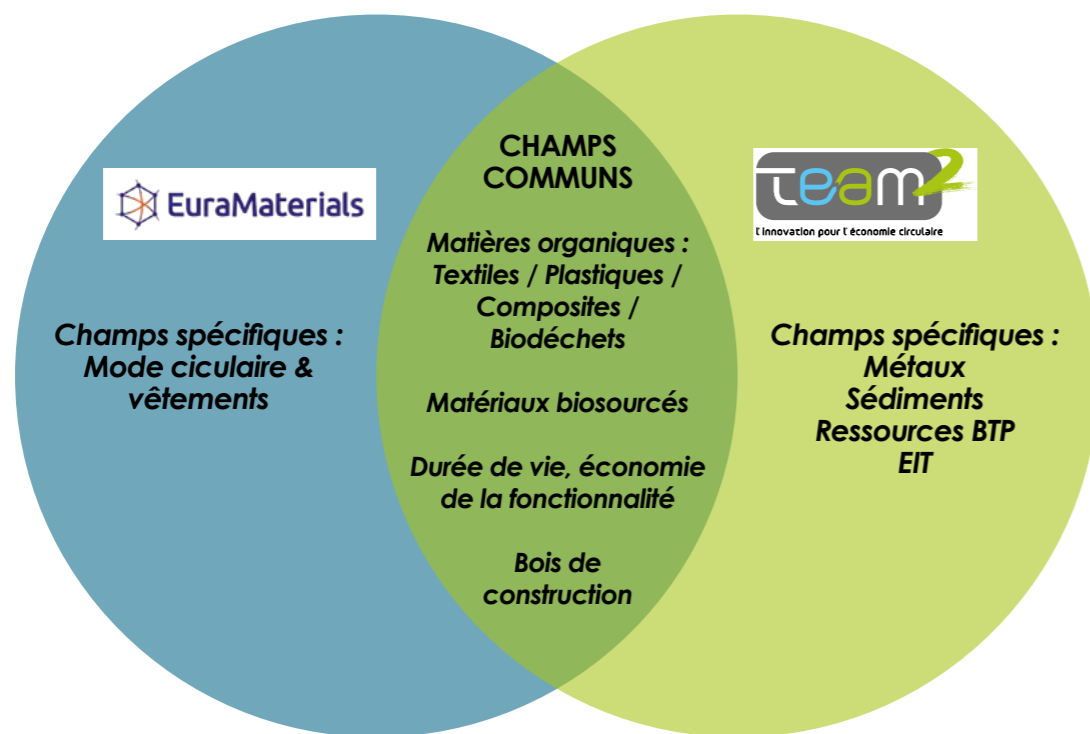 EuraMaterials
Champs spécifiques :
Mode ciculaire &
vêtements
CHAMPS
COMMUNS
Matières organiques :
Textiles / Plastiques /
Composites /
Biodéchets
Matériaux biosourcés
Durée de vie, économie
de la fonctionnalité
Bois de
construction
team2
l'innovation pour l'économie circulaire
Champs spécifiques :
Métaux
Sédiments
Ressources BTP
EIT